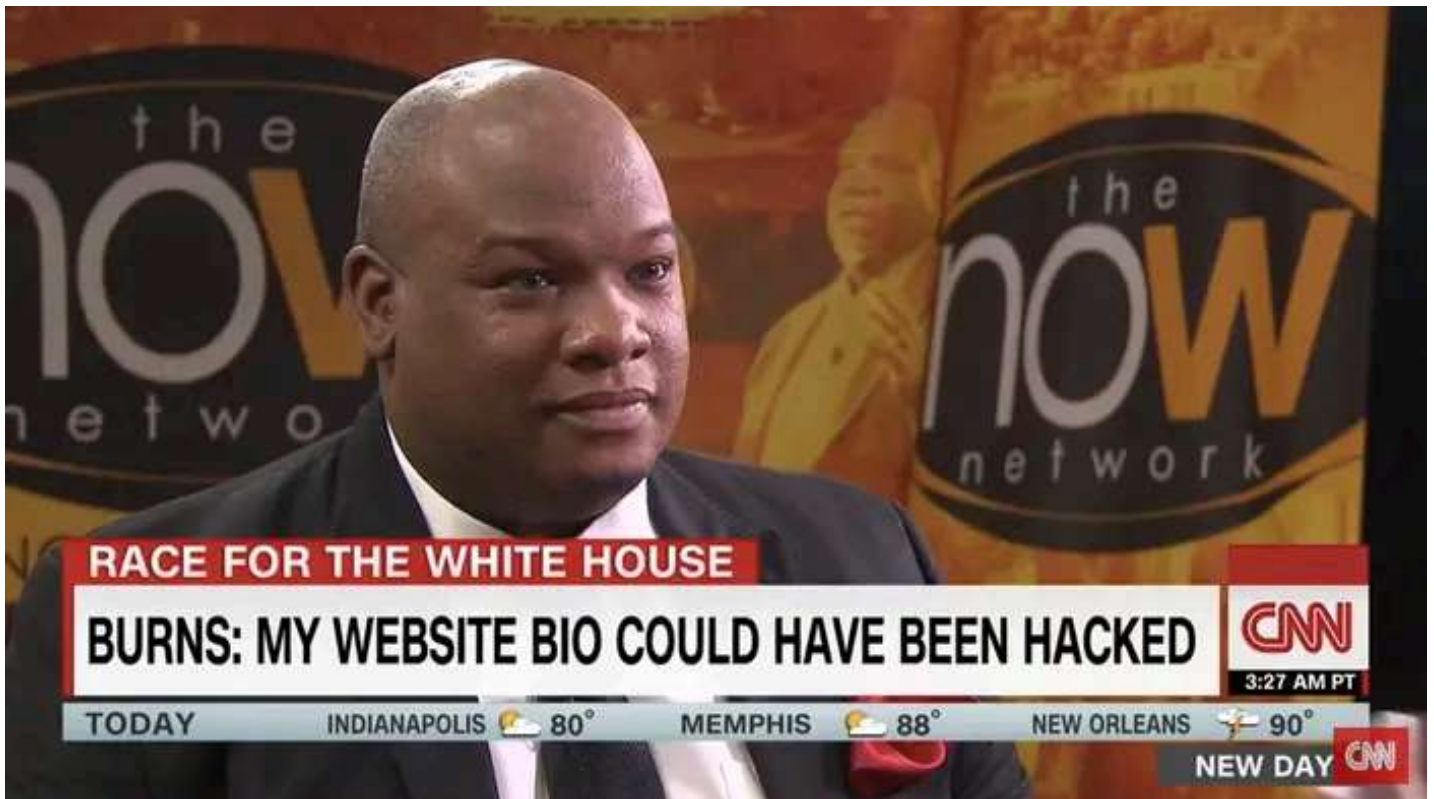 the
now
network
the
now
network
RACE FOR THE WHITE HOUSE
BURNS: MY WEBSITE BIO COULD HAVE BEEN HACKED
CNN
3:27 AM PT
TODAY INDIANAPOLIS 80° MEMPHIS 88° NEW ORLEANS 90°
NEW DAY CNN